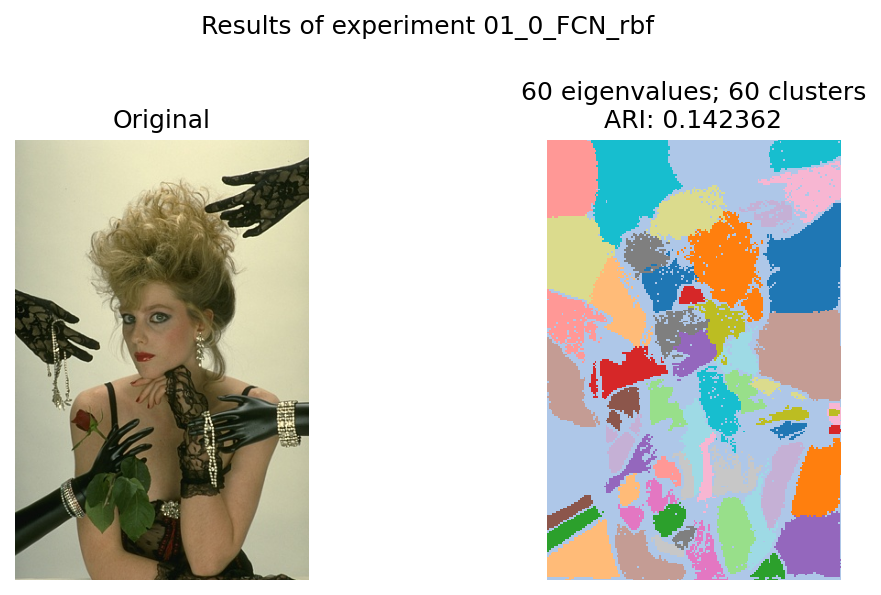 Results of experiment 01_0_FCN_rbf
Original
60 eigenvalues; 60 clusters
ARI: 0.142362